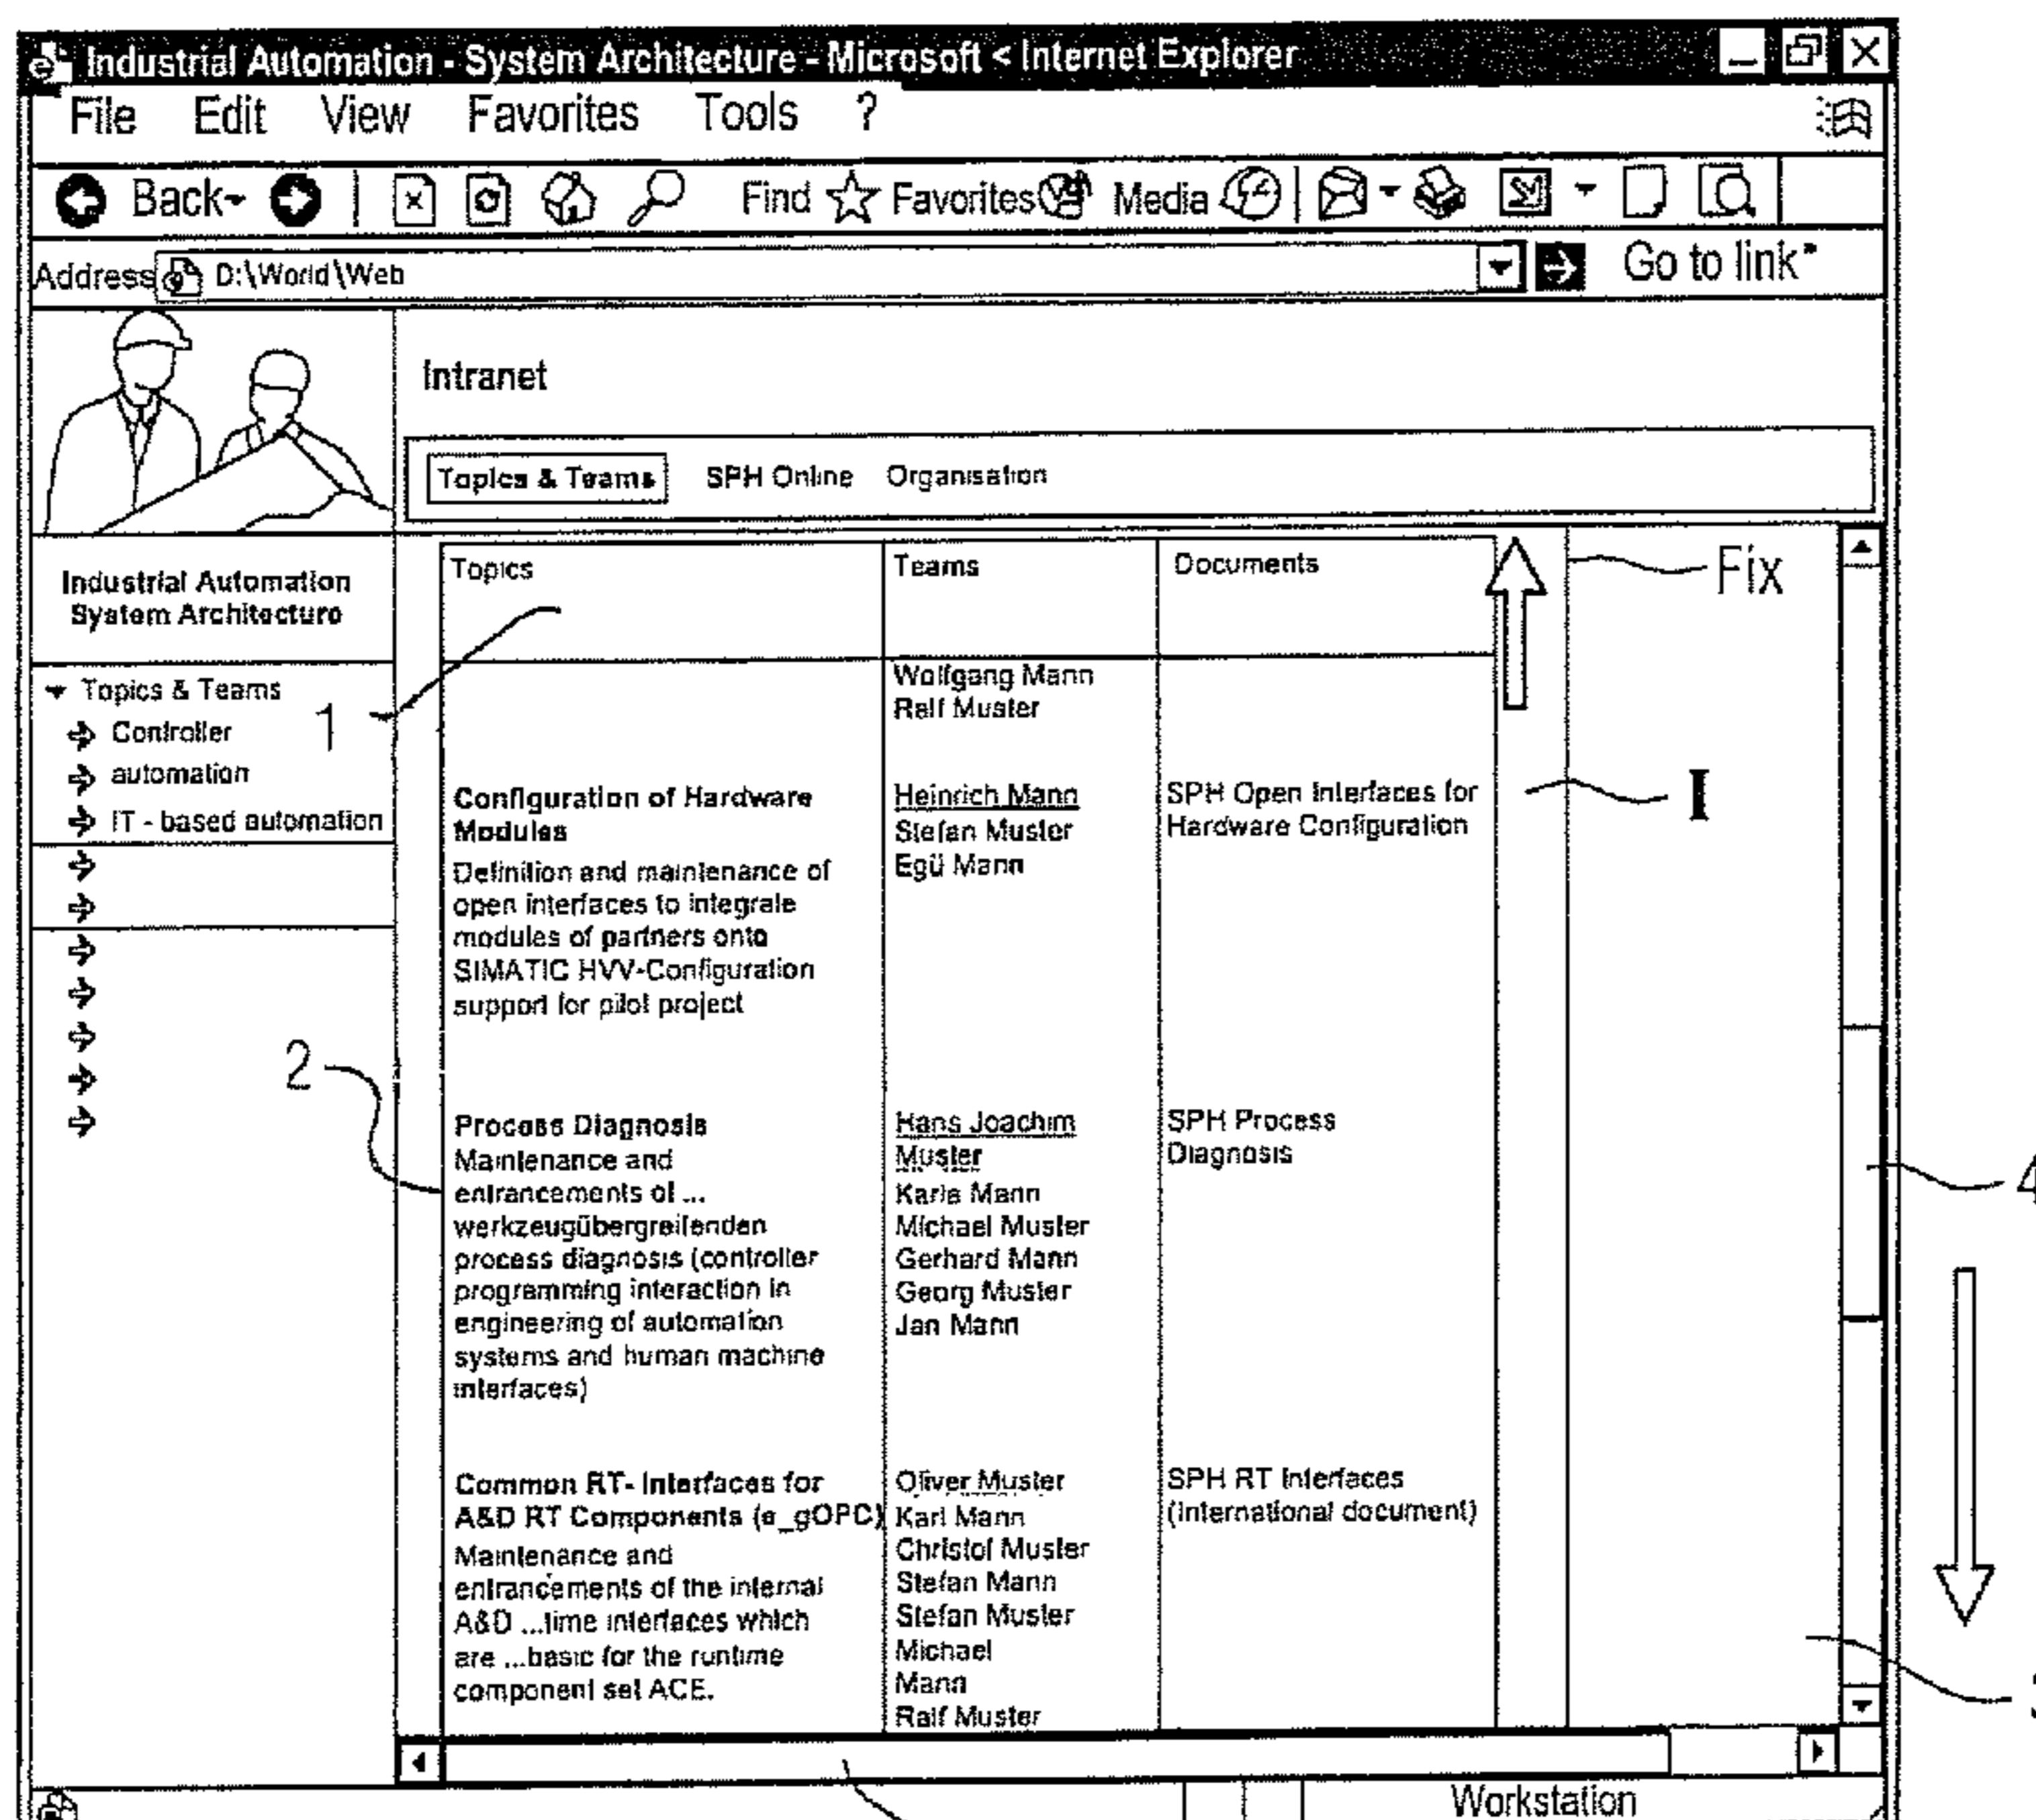 Industrial Automation - System Architecture - Microsoft < Internet Explorer
File Edit View Favorites Tools ?
Back Find Favorites Media
Address D:\World\Web Go to link
Intranet
Topics & Teams SPH Online Organisation
Industrial Automation
System Architecture
Topics & Teams
Controller
automation
IT - based automation
1
2
Topics Teams Documents
Fix
Wolfgang Mann
Ralf Muster
I
Configuration of Hardware
Modules
Definition and maintenance of
open interfaces to integrale
modules of partners onto
SIMATIC HVV-Configuration
support for pilot project
Heinrich Mann
Stefan Muster
Egü Mann
SPH Open Interfaces for
Hardware Configuration
Process Diagnosis
Maintenance and
entrancements of ...
werkzeugübergreifenden
process diagnosis (controller
programming interaction in
engineering of automation
systems and human machine
interfaces)
Hans Joachim
Muster
Karla Mann
Michael Muster
Gerhard Mann
Georg Muster
Jan Mann
SPH Process
Diagnosis
4
Common RT- Interfaces for
A&D RT Components (e_gOPC)
Maintenance and
entrancements of the internal
A&D ...time interfaces which
are ...basic for the runtime
component set ACE.
Oliver Muster
Karl Mann
Christof Muster
Stefan Mann
Stefan Muster
Michael
Mann
Ralf Muster
SPH RT Interfaces
(International document)
Workstation